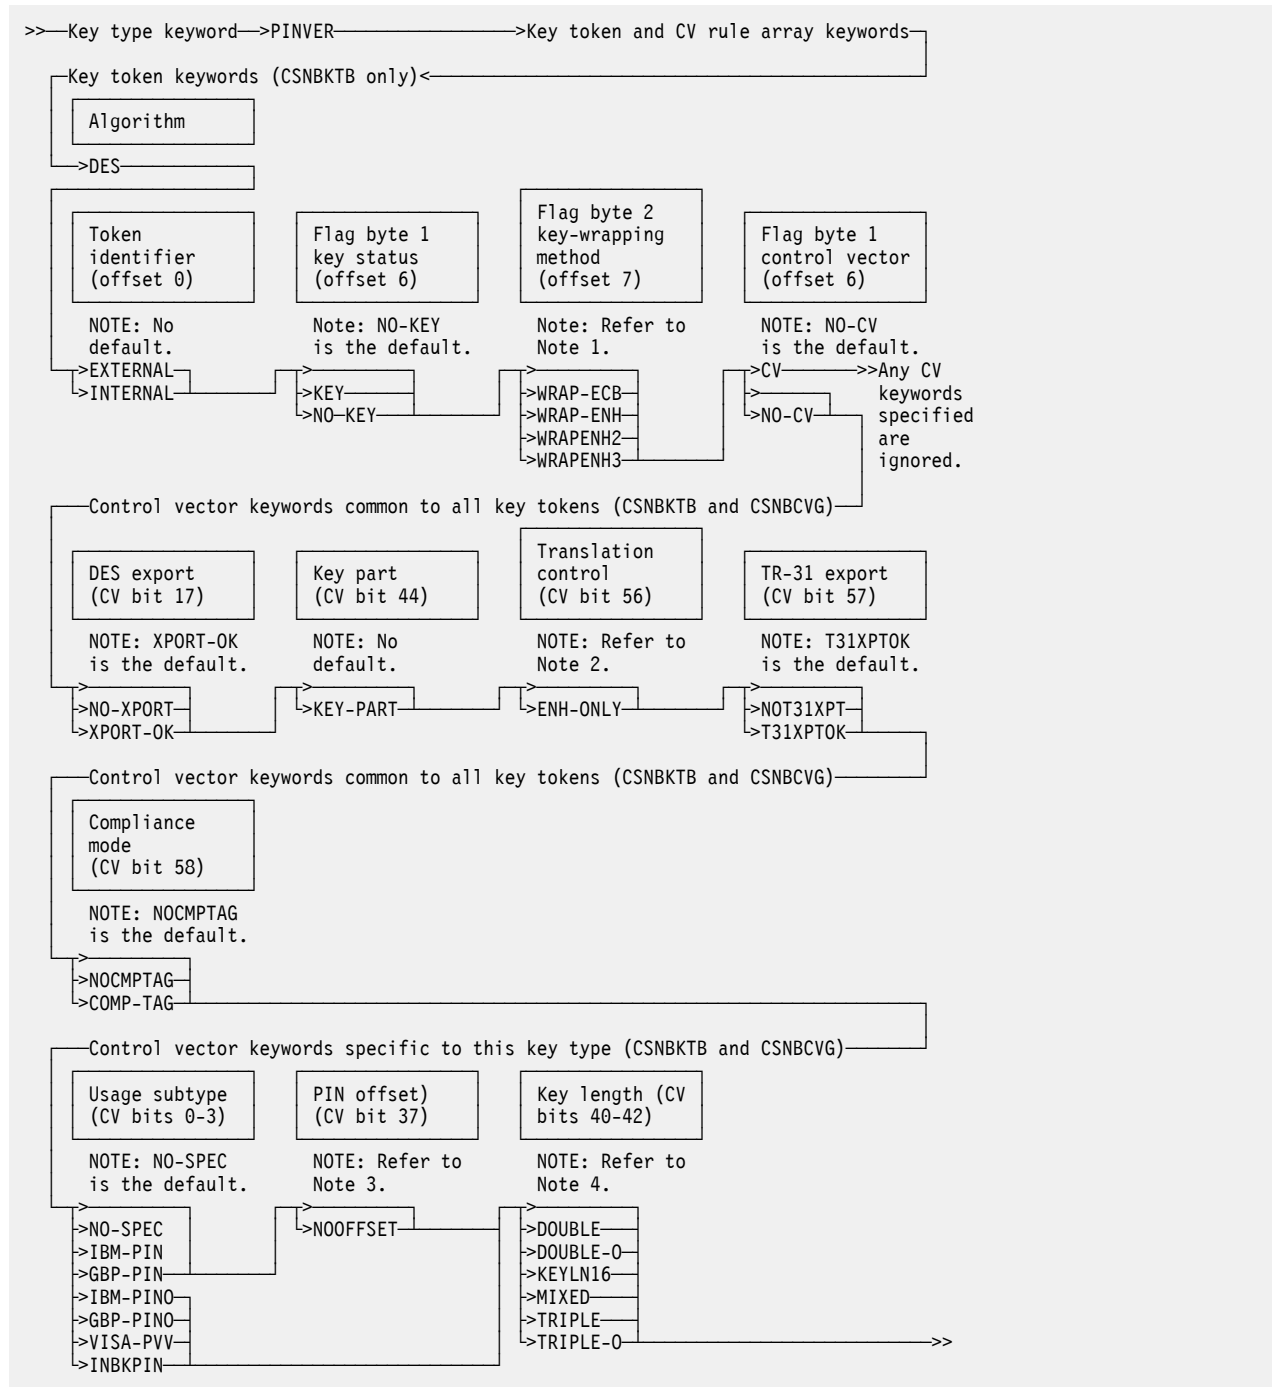 >>—Key type keyword—>PINVER—>Key token and CV rule array keywords
Key token keywords (CSNBKTB only)<
Algorithm
>DES
Token
identifier
(offset 0)
Flag byte 1
key status
(offset 6)
Flag byte 2
key-wrapping
method
(offset 7)
Flag byte 1
control vector
(offset 6)
NOTE: No
default.
Note: NO-KEY
is the default.
Note: Refer to
Note 1.
NOTE: NO-CV
is the default.
>EXTERNAL
>INTERNAL
>
>KEY
>NO-KEY
>
>WRAP-ECB
>WRAP-ENH
>WRAPENH2
>WRAPENH3
>CV—>>Any CV
keywords
specified
are
ignored.
>
>NO-CV
Control vector keywords common to all key tokens (CSNBKTB and CSNBCVG)
DES export
(CV bit 17)
Key part
(CV bit 44)
Translation
control
(CV bit 56)
TR-31 export
(CV bit 57)
NOTE: XPORT-OK
is the default.
NOTE: No
default.
NOTE: Refer to
Note 2.
NOTE: T31XPTOK
is the default.
>
>NO-XPORT
>XPORT-OK
>
>KEY-PART
>
>ENH-ONLY
>
>NOT31XPT
>T31XPTOK
Control vector keywords common to all key tokens (CSNBKTB and CSNBCVG)
Compliance
mode
(CV bit 58)
NOTE: NOCMPTAG
is the default.
>
>NOCMPTAG
>COMP-TAG
Control vector keywords specific to this key type (CSNBKTB and CSNBCVG)
Usage subtype
(CV bits 0-3)
PIN offset)
(CV bit 37)
Key length (CV
bits 40-42)
NOTE: NO-SPEC
is the default.
NOTE: Refer to
Note 3.
NOTE: Refer to
Note 4.
>
>NO-SPEC
>IBM-PIN
>GBP-PIN
>IBM-PINO
>GBP-PINO
>VISA-PVV
>INBKPIN
>
>NOOFFSET
>
>DOUBLE
>DOUBLE-O
>KEYLN16
>MIXED
>TRIPLE
>TRIPLE-O—>>